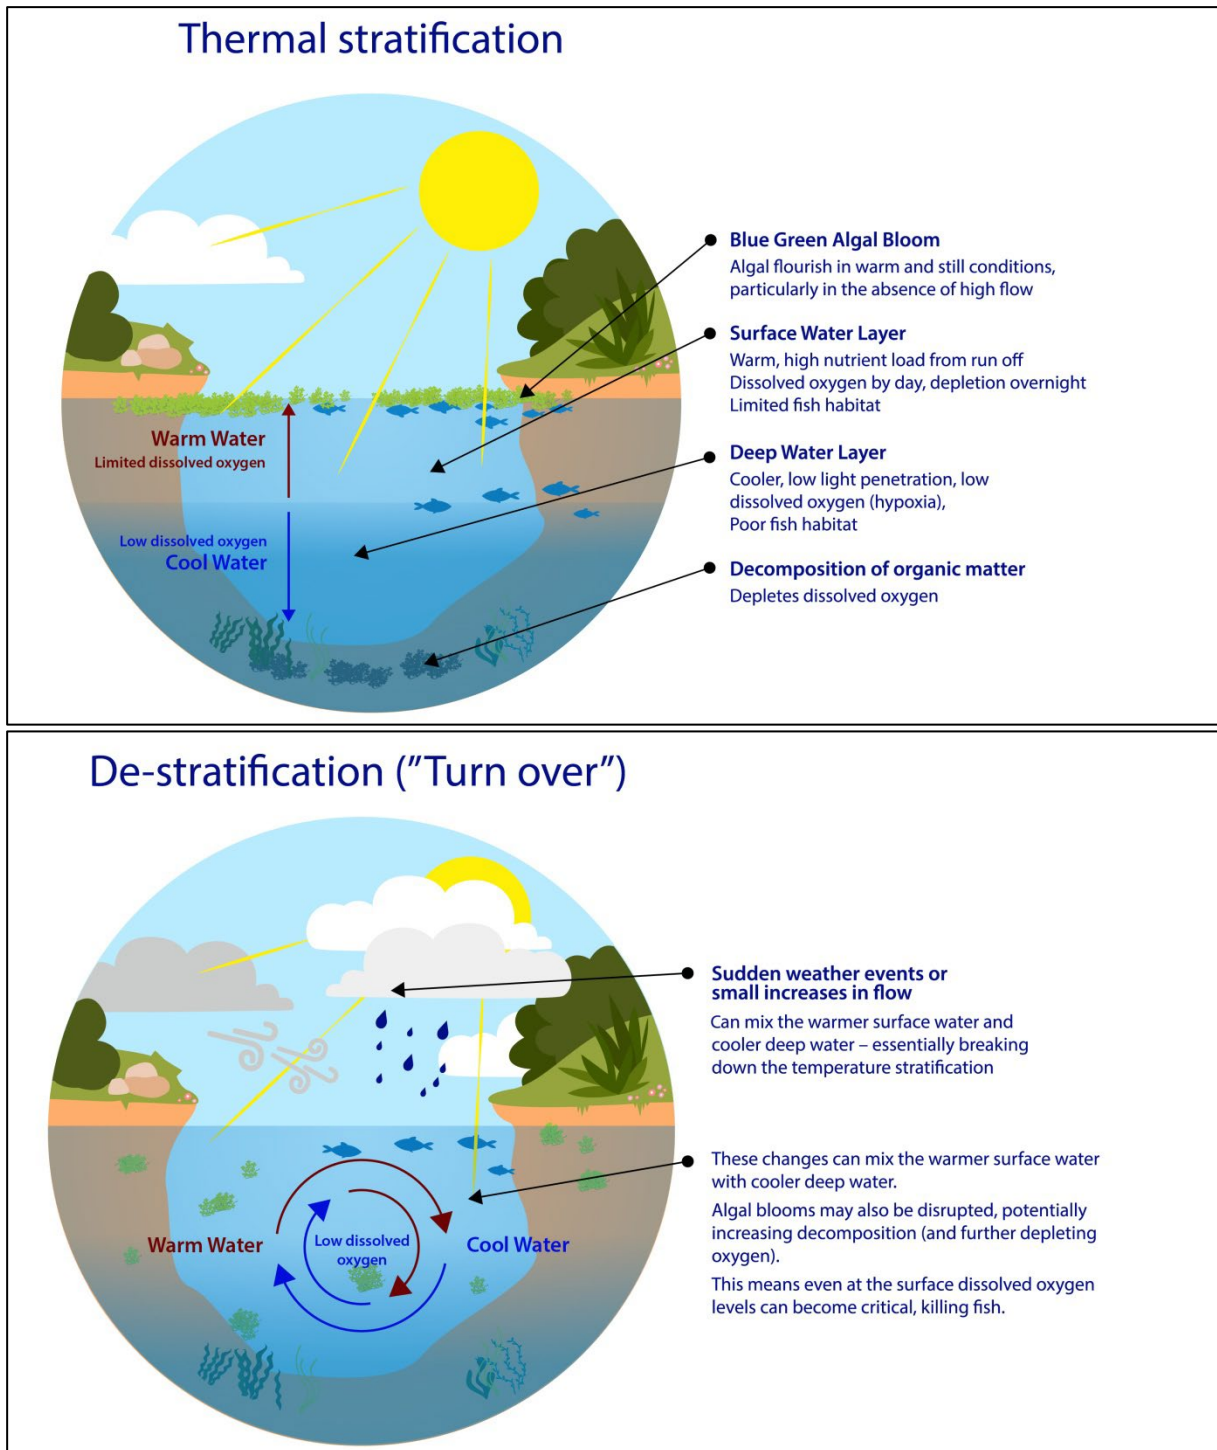 Thermal stratification
Blue Green Algal Bloom
Algal flourish in warm and still conditions,
particularly in the absence of high flow
Surface Water Layer
Warm, high nutrient load from run off
Dissolved oxygen by day, depletion overnight
Limited fish habitat
Warm Water
Limited dissolved oxygen
Deep Water Layer
Cooler, low light penetration, low
dissolved oxygen (hypoxia),
Poor fish habitat
Low dissolved oxygen
Cool Water
Decomposition of organic matter
Depletes dissolved oxygen
De-stratification ("Turn over")
Sudden weather events or
small increases in flow
Can mix the warmer surface water and
cooler deep water – essentially breaking
down the temperature stratification
These changes can mix the warmer surface water
with cooler deep water.
Algal blooms may also be disrupted, potentially
increasing decomposition (and further depleting
oxygen).
This means even at the surface dissolved oxygen
levels can become critical, killing fish.
Warm Water
Low dissolved
oxygen
Cool Water